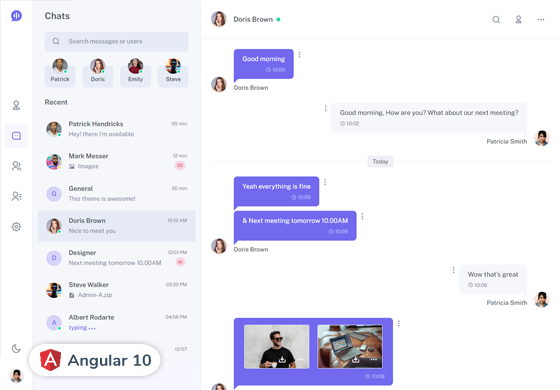 Chats
Search messages or users
Patrick
Doris
Emily
Steve
Recent
Patrick Hendricks
05 min
Hey! there I'm available
Mark Messer
12 min
Images
02
General
20 min
This theme is awesome!
Doris Brown
10:12 AM
Nice to meet you
Designer
12:01 PM
Next meeting tomorrow 10.00AM
01
Steve Walker
03:20 PM
Admin-A.zip
Albert Rodarte
04:56 PM
typing
12/07
Angular 10
Doris Brown
Good morning
10:00
Doris Brown
Good morning, How are you? What about our next meeting?
10:02
Patricia Smith
Today
Yeah everything is fine
10:05
& Next meeting tomorrow 10.00AM
10:05
Doris Brown
Wow that's great
10:06
Patricia Smith
10:09